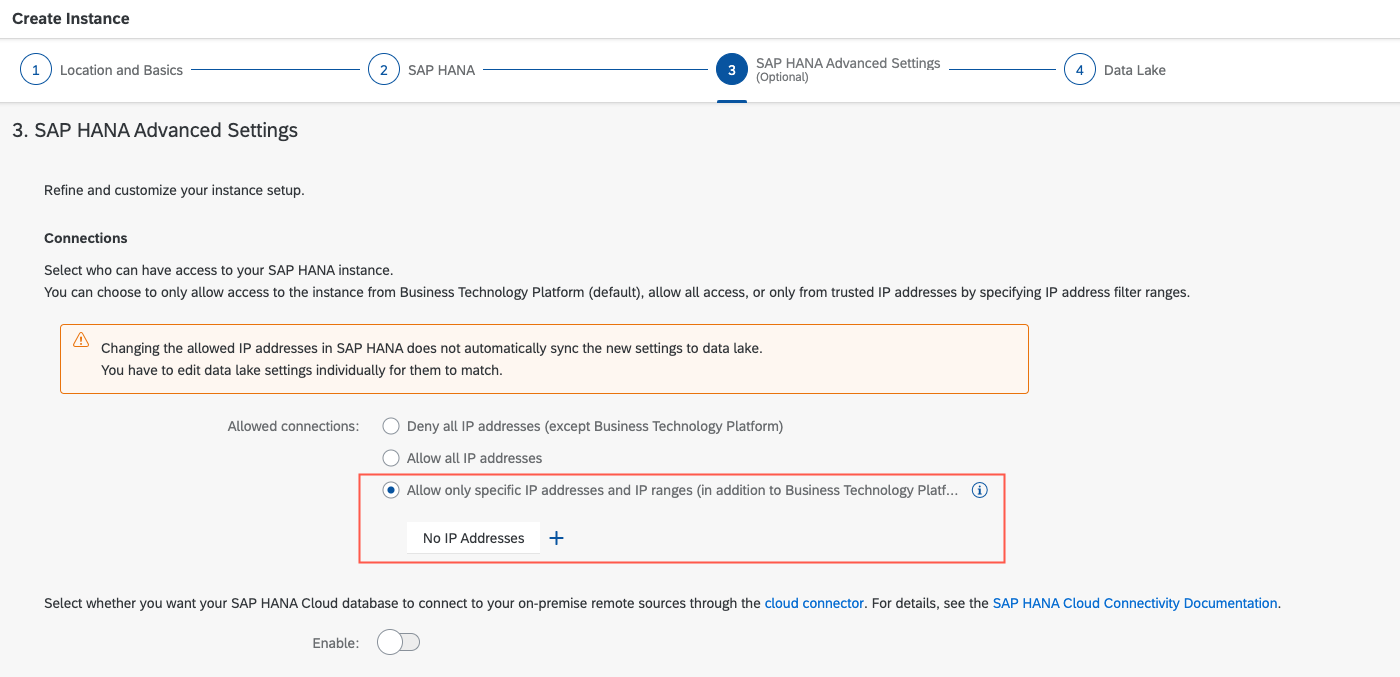 Create Instance
1 Location and Basics
2 SAP HANA
3 SAP HANA Advanced Settings
(Optional)
4 Data Lake
3. SAP HANA Advanced Settings
Refine and customize your instance setup.
Connections
Select who can have access to your SAP HANA instance.
You can choose to only allow access to the instance from Business Technology Platform (default), allow all access, or only from trusted IP addresses by specifying IP address filter ranges.
Changing the allowed IP addresses in SAP HANA does not automatically sync the new settings to data lake.
You have to edit data lake settings individually for them to match.
Allowed connections: Deny all IP addresses (except Business Technology Platform)
Allow all IP addresses
Allow only specific IP addresses and IP ranges (in addition to Business Technology Platf...
No IP Addresses +
Select whether you want your SAP HANA Cloud database to connect to your on-premise remote sources through the cloud connector. For details, see the SAP HANA Cloud Connectivity Documentation.
Enable: